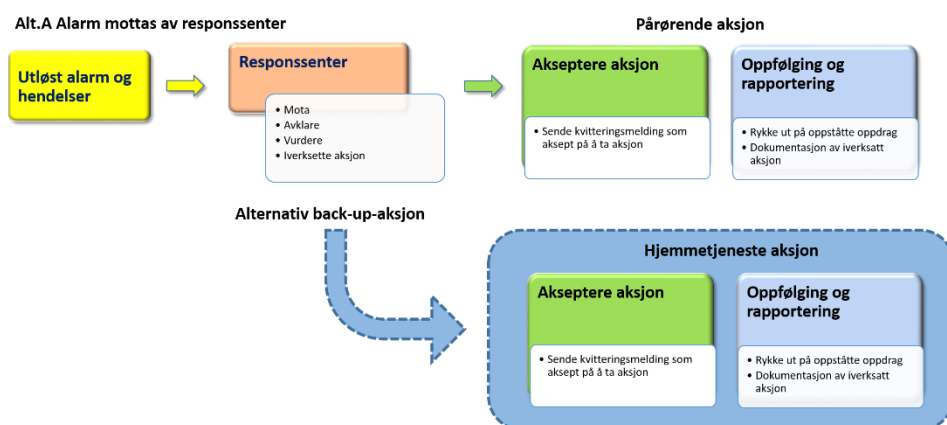 Alt.A Alarm mottas av responssenter
Pårørende aksjon
Utløst alarm og
hendelser
Responssenter
• Mota
• Avklare
• Vurdere
• Iverksette aksjon
Akseptere aksjon
• Sende kvitteringsmelding som
aksept på å ta aksjon
Oppfølging og
rapportering
• Rykke ut på oppståtte oppdrag
• Dokumentasjon av iverksatt
aksjon
Alternativ back-up-aksjon
Hjemmetjeneste aksjon
Akseptere aksjon
• Sende kvitteringsmelding som
aksept på å ta aksjon
Oppfølging og
rapportering
• Rykke ut på oppståtte oppdrag
• Dokumentasjon av iverksatt
aksjon